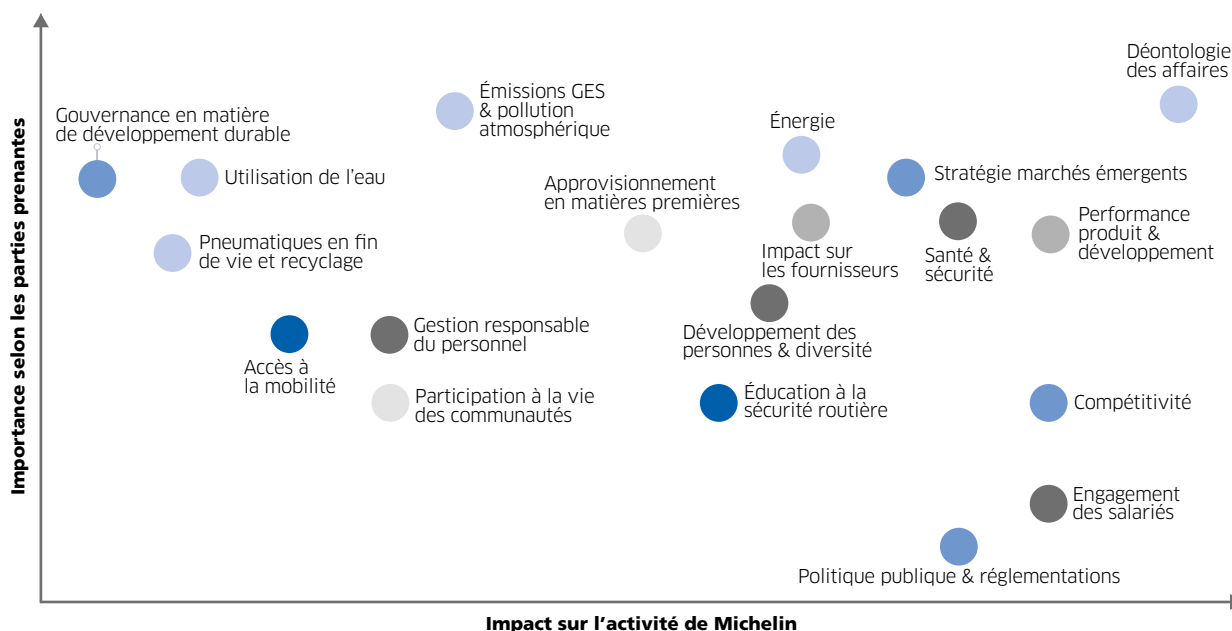 Importance selon les parties prenantes
Déontologie
des affaires
Émissions GES
& pollution
atmosphérique
Gouvernance en matière
de développement durable
Énergie
Utilisation de l'eau
Stratégie marchés émergents
Approvisionnement
en matières premières
Performance
produit &
développement
Pneumatiques en fin
de vie et recyclage
Impact sur
les fournisseurs
Santé &
sécurité
Gestion responsable
du personnel
Développement des
personnes & diversité
Accès à
la mobilité
Participation à la vie
des communautés
Éducation à la
sécurité routière
Compétitivité
Engagement
des salariés
Politique publique & réglementations
Impact sur l'activité de Michelin